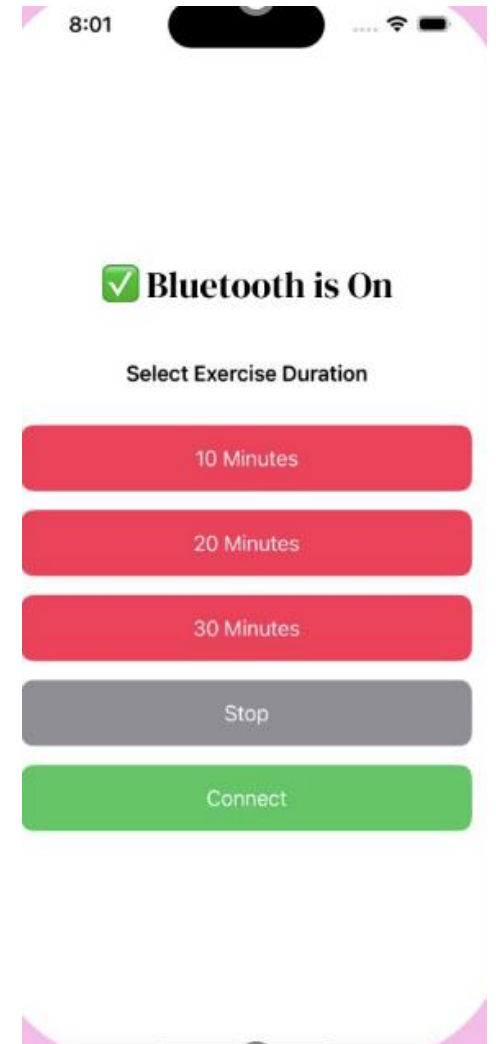 8:01
✅ Bluetooth is On
Select Exercise Duration
10 Minutes
20 Minutes
30 Minutes
Stop
Connect